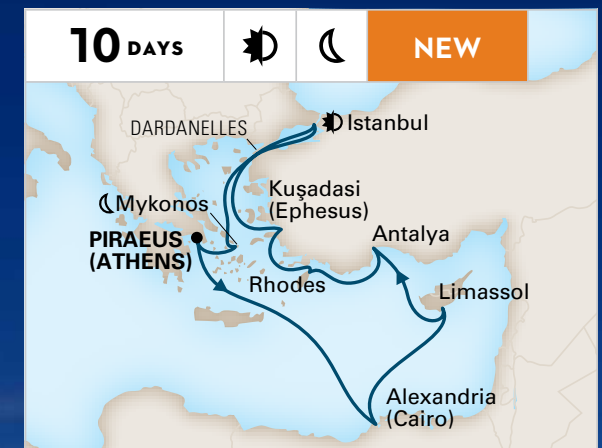 10 DAYS
NEW
DARDANELLES
Istanbul
Kuşadasi
(Ephesus)
Mykonos
Antalya
PIRAEUS
(ATHENS)
Rhodes
Limassol
Alexandria
(Cairo)